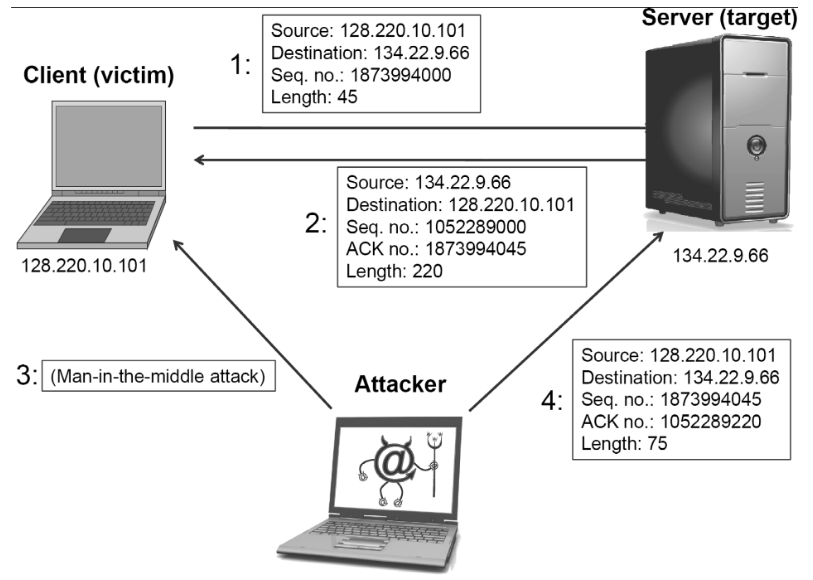 Server (target)
Client (victim)
1:
Source: 128.220.10.101
Destination: 134.22.9.66
Seq. no.: 1873994000
Length: 45
2:
Source: 134.22.9.66
Destination: 128.220.10.101
Seq. no.: 1052289000
ACK no.: 1873994045
Length: 220
128.220.10.101
134.22.9.66
3:
(Man-in-the-middle attack)
Attacker
@
4:
Source: 128.220.10.101
Destination: 134.22.9.66
Seq. no.: 1873994045
ACK no.: 1052289220
Length: 75